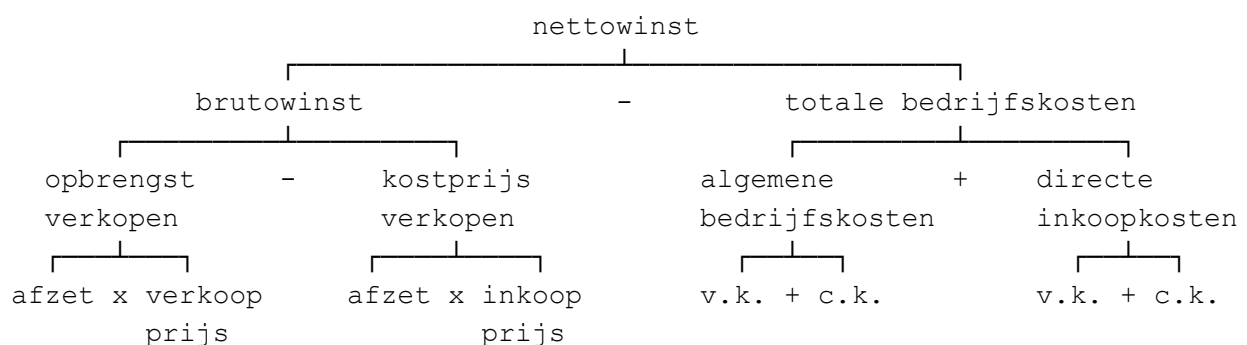 nettowinst
brutowinst - totale bedrijfskosten
opbrengst - kostprijs algemene + directe
verkopen verkopen bedrijfskosten inkoopkosten
afzet x verkoop afzet x inkoop v.k. + c.k. v.k. + c.k.
prijs prijs